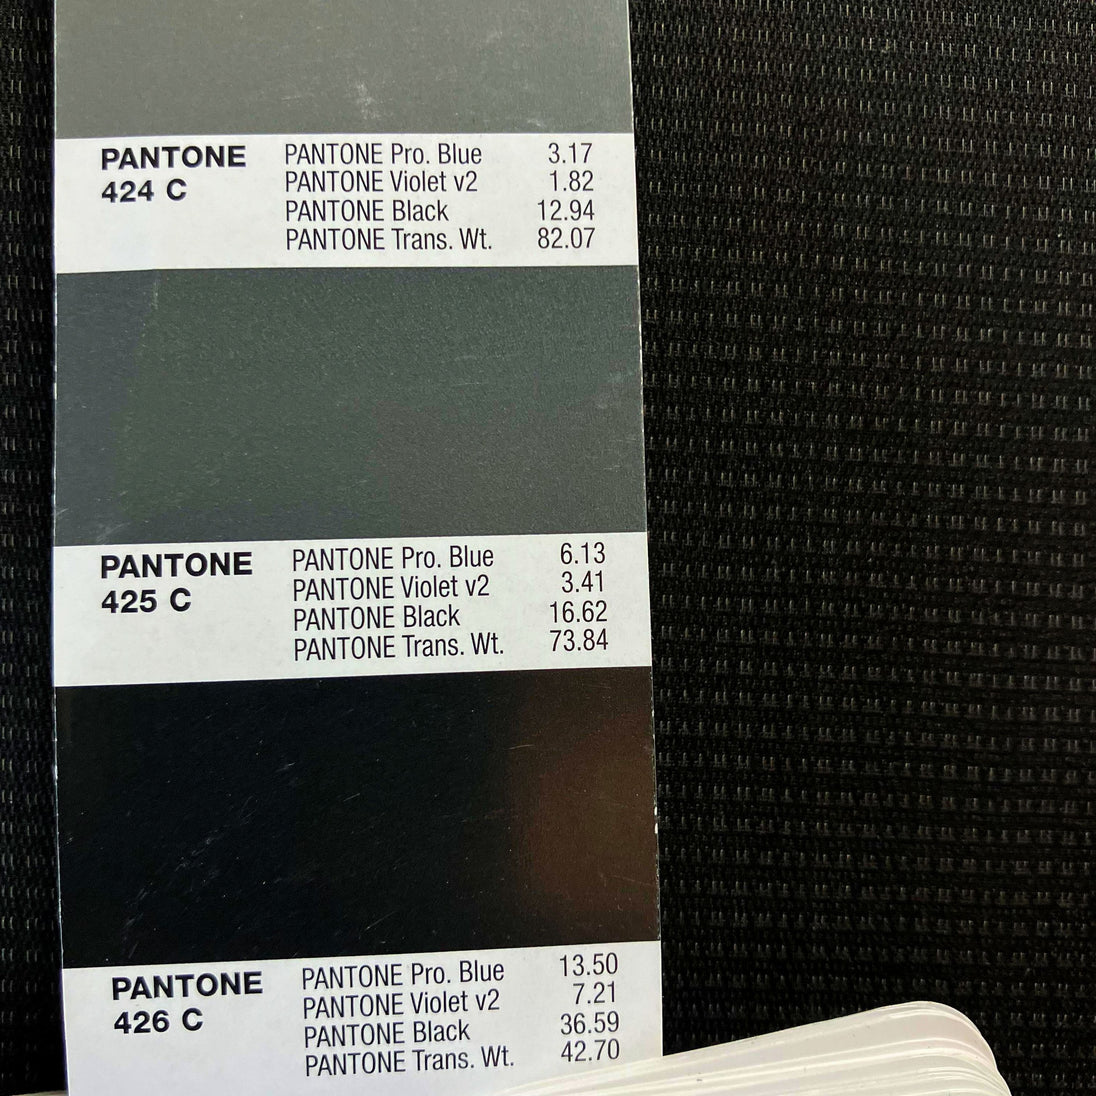 PANTONE PANTONE Pro. Blue 3.17
424 C PANTONE Violet v2 1.82
PANTONE Black 12.94
PANTONE Trans. Wt. 82.07
PANTONE PANTONE Pro. Blue 6.13
425 C PANTONE Violet v2 3.41
PANTONE Black 16.62
PANTONE Trans. Wt. 73.84
PANTONE PANTONE Pro. Blue 13.50
426 C PANTONE Violet v2 7.21
PANTONE Black 36.59
PANTONE Trans. Wt. 42.70